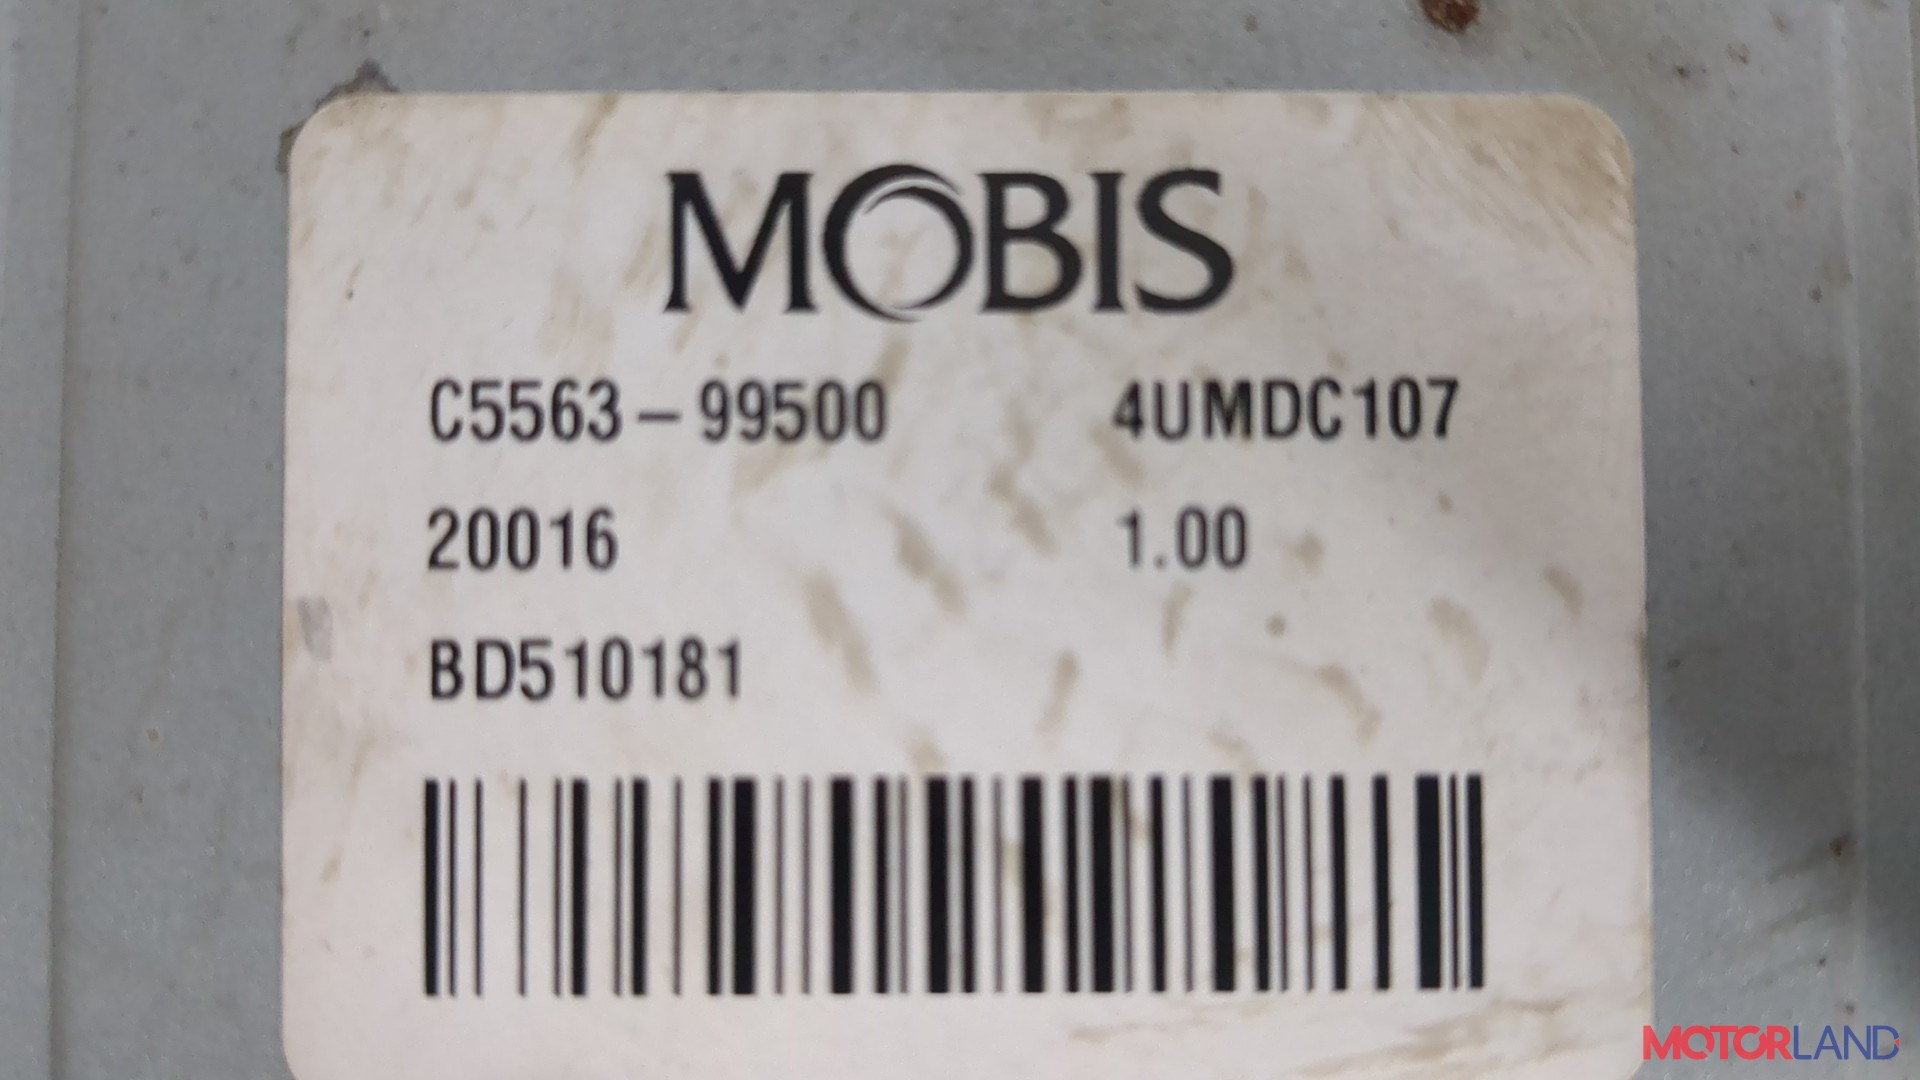 MOBIS
C5563-99500 4UMDC107
20016 1.00
BD510181
MOTORLAND